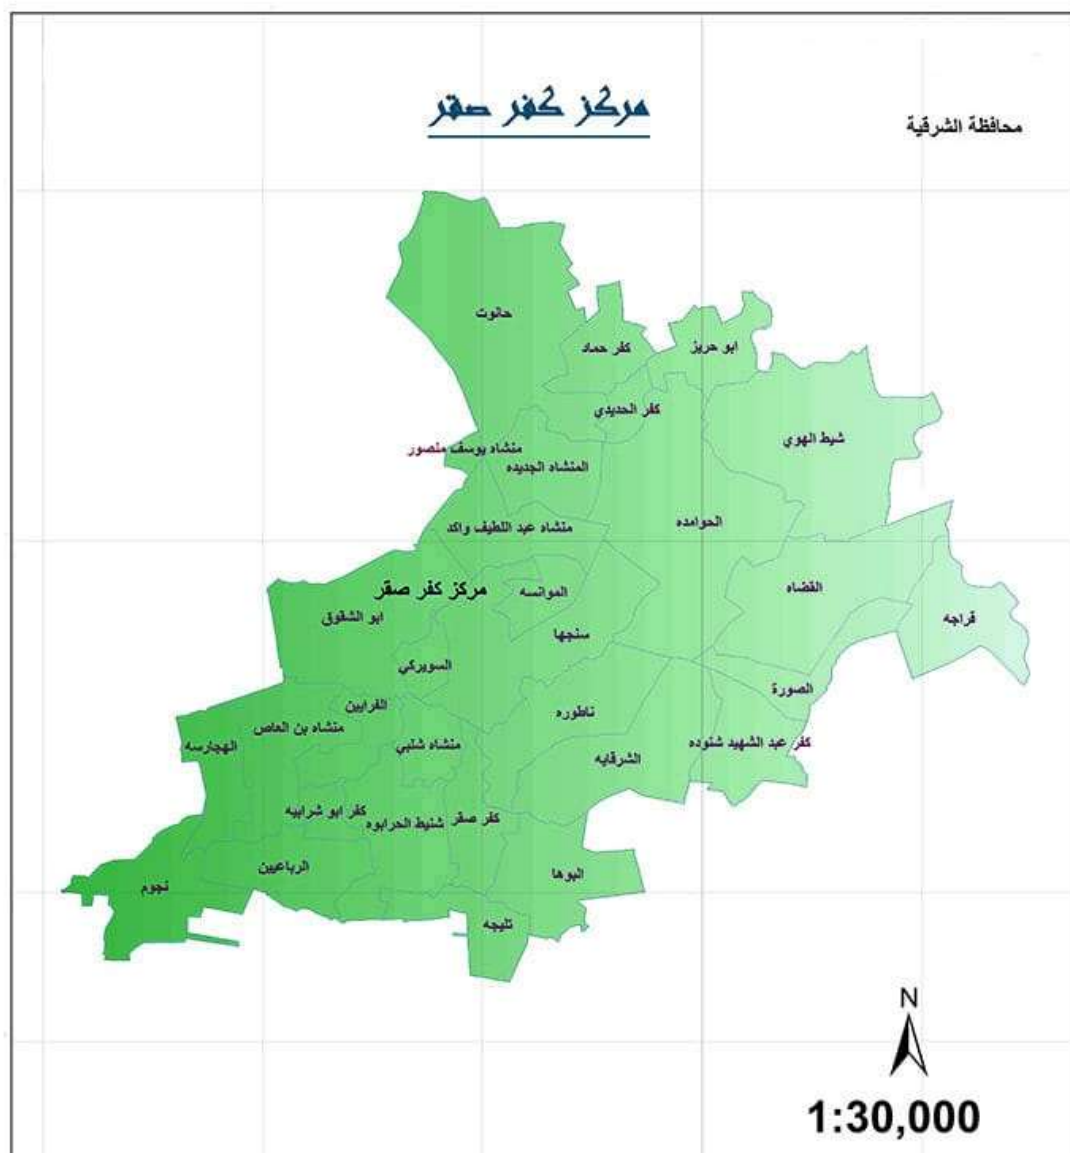 مركز كفر صقر
محافظة الشرقية
حانوت
كفر حماد
ابو حريز
كفر الحديدي
شيط الهوي
منشاه يوسف منصور
المنشاه الجديده
الحوامده
منشاه عبد اللطيف واكد
مركز كفر صقر
الموانسه
القضاه
ابو الشقوق
فراجه
سنجها
السويركي
الصورة
الفرايين
ناطوره
منشاه بن العاص
الهجارسه
منشاه شلبي
كفر عبد الشهيد شنوده
الشرقايه
كفر ابو شرابيه
شنيط الحرابوه
كفر صقر
الرباعيين
البوها
نجوم
تليجه
N
1:30,000